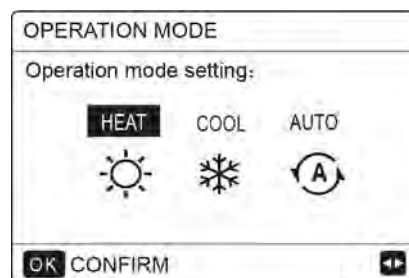 OPERATION MODE
Operation mode setting:
HEAT COOL AUTO
A
OK CONFIRM